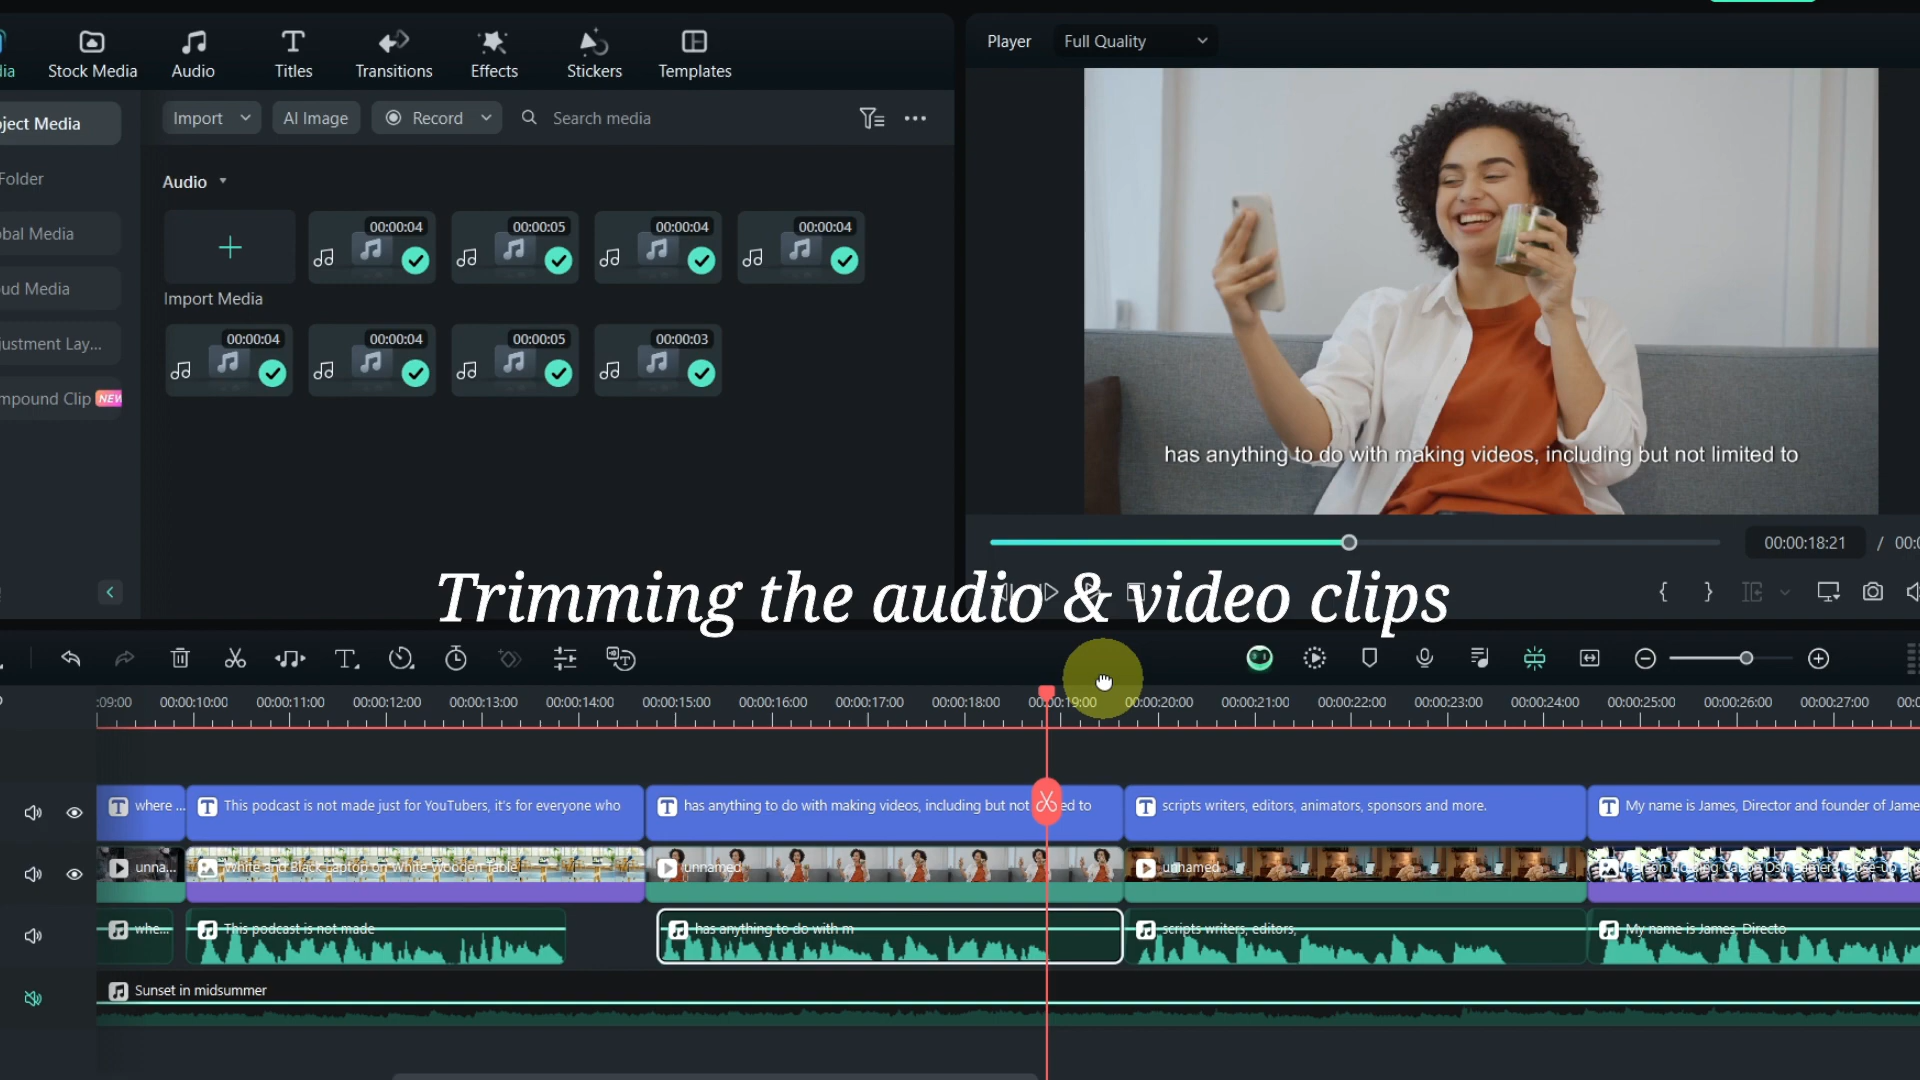 Stock Media
Audio
Titles
Transitions
Effects
Stickers
Templates
Player
Full Quality
Import
AI Image
Record
Search media
ject Media
Folder
bal Media
ud Media
justment Lay...
mpound Clip
NEW
Audio
00:00:04
00:00:05
00:00:04
00:00:04
Import Media
00:00:04
00:00:04
00:00:05
00:00:03
has anything to do with making videos, including but not limited to
00:00:18:21
/ 00:0
Trimming the audio & video clips
:09:00
00:00:10:00
00:00:11:00
00:00:12:00
00:00:13:00
00:00:14:00
00:00:15:00
00:00:16:00
00:00:17:00
00:00:18:00
00:00:19:00
00:00:20:00
00:00:21:00
00:00:22:00
00:00:23:00
00:00:24:00
00:00:25:00
00:00:26:00
00:00:27:00
where ...
This podcast is not made just for YouTubers, it's for everyone who
has anything to do with making videos, including but not ed to
scripts writers, editors, animators, sponsors and more.
My name is James, Director and founder of Jame
unna...
White and Black Laptop on White Wooden Table
unnamed
unnamed
whe...
This podcast is not made
has anything to do with m
scripts writers, editors,
My name is James, Directo
Sunset in midsummer